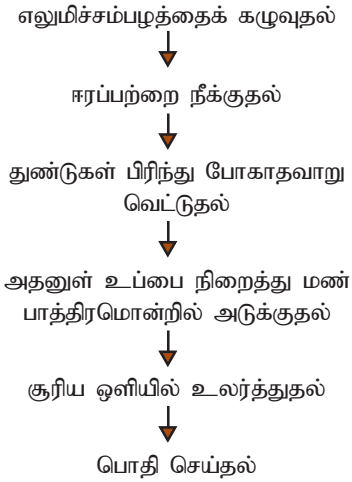 எலுமிச்சம்பழத்தைக் கழுவுதல்
ஈரப்பற்றை நீக்குதல்
துண்டுகள் பிரிந்து போகாதவாறு
வெட்டுதல்
அதனுள் உப்பை நிறைத்து மண்
பாத்திரமொன்றில் அடுக்குதல்
சூரிய ஒளியில் உலர்த்துதல்
பொதி செய்தல்